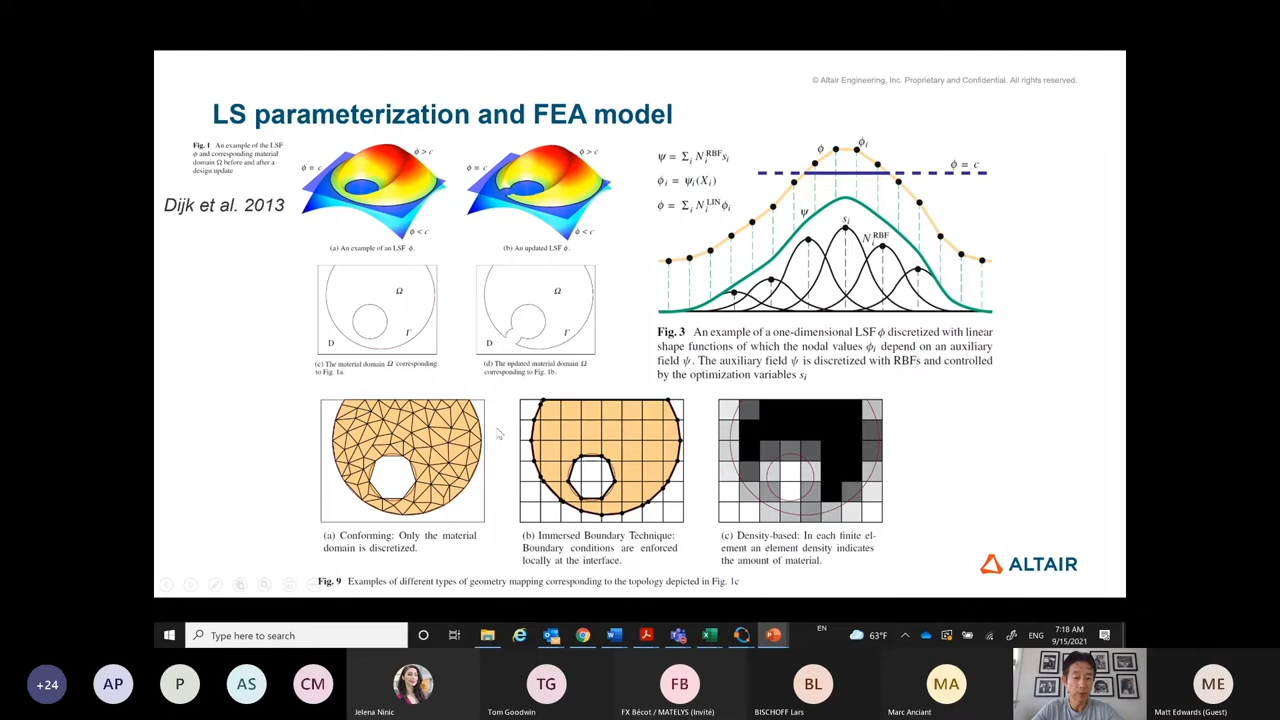 © Altair Engineering, Inc. Proprietary and Confidential. All rights reserved.
LS parameterization and FEA model
Fig. 1 An example of the LSF
ϕ and corresponding material
domain Ω before and after a
design update
Dijk et al. 2013
ϕ = c
ϕ > c
ϕ < c
(a) An example of an LSF ϕ.
ϕ = c
ϕ > c
ϕ < c
(b) An updated LSF ϕ.
Ω
Γ
D
(c) The material domain Ω corresponding
to Fig. 1a.
Ω
Γ
D
(d) The updated material domain Ω
corresponding to Fig. 1b.
ψ = Σᵢ Nᵢᴿᴮᶠsᵢ
ϕᵢ = ψᵢ(Xᵢ)
ϕ = Σᵢ Nᵢᴸᴵᴺϕᵢ
ϕ
ϕᵢ
ϕ = c
ψ
sᵢ
Nᵢᴿᴮᶠ
Fig. 3 An example of a one-dimensional LSF ϕ discretized with linear
shape functions of which the nodal values ϕᵢ depend on an auxiliary
field ψ. The auxiliary field ψ is discretized with RBFs and controlled
by the optimization variables sᵢ
(a) Conforming: Only the material
domain is discretized.
(b) Immersed Boundary Technique:
Boundary conditions are enforced
locally at the interface.
(c) Density-based: In each finite el-
ement an element density indicates
the amount of material.
Fig. 9 Examples of different types of geometry mapping corresponding to the topology depicted in Fig. 1c
ALTAIR
Type here to search
EN
63°F
ENG
7:18 AM
9/15/2021
+24
AP
P
AS
CM
Jelena Ninic
TG
Tom Goodwin
FB
FX Bécot / MATELYS (Invité)
BL
BISCHOFF Lars
MA
Marc Anciant
ME
Matt Edwards (Guest)